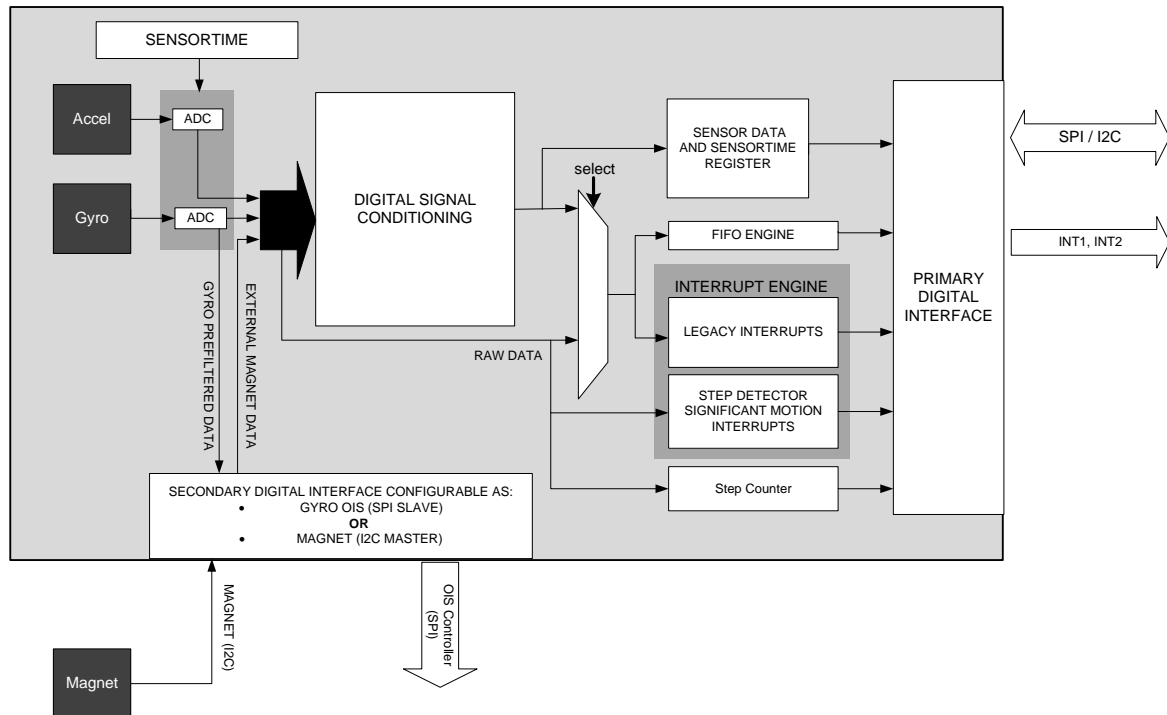 SENSORTIME
Accel
ADC
Gyro
ADC
DIGITAL SIGNAL
CONDITIONING
SENSOR DATA
AND SENSORTIME
REGISTER
select
FIFO ENGINE
INTERRUPT ENGINE
LEGACY INTERRUPTS
STEP DETECTOR
SIGNIFICANT MOTION
INTERRUPTS
Step Counter
PRIMARY
DIGITAL
INTERFACE
SPI / I2C
INT1, INT2
RAW DATA
GYRO PREFILTERED DATA
EXTERNAL MAGNET DATA
SECONDARY DIGITAL INTERFACE CONFIGURABLE AS:
• GYRO OIS (SPI SLAVE)
OR
• MAGNET (I2C MASTER)
MAGNET (I2C)
OIS Controller
(SPI)
Magnet